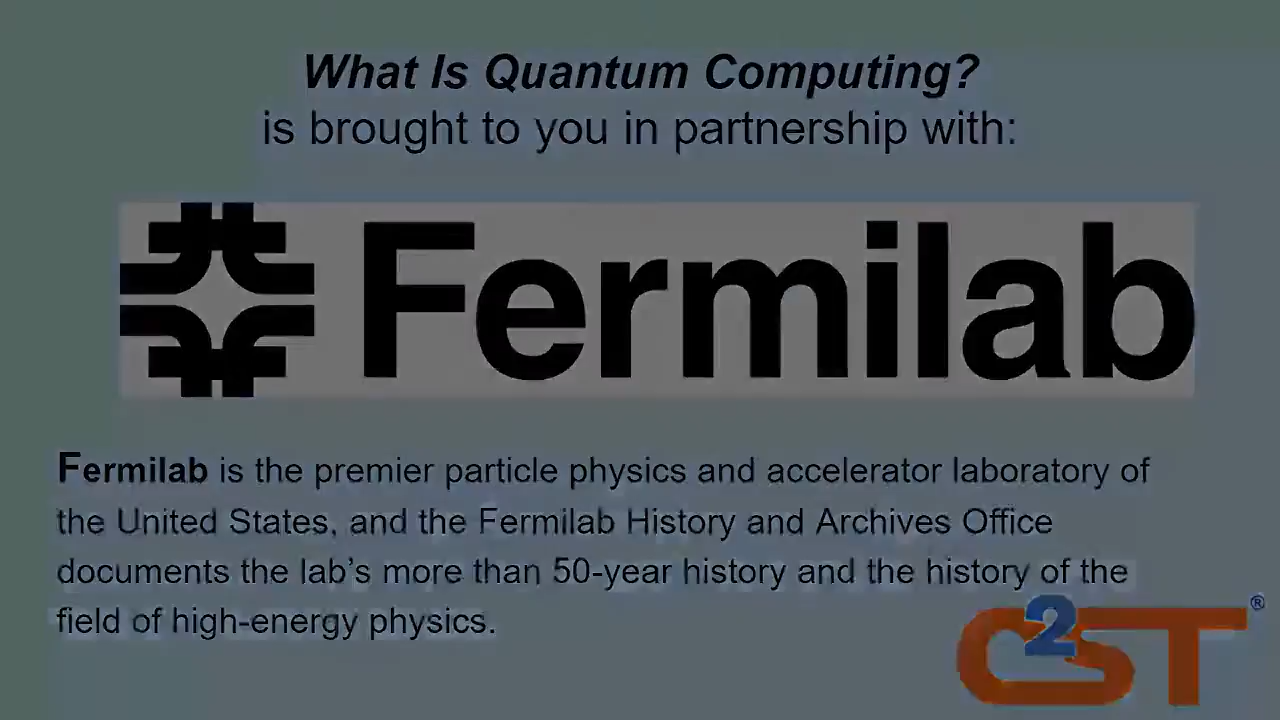 What Is Quantum Computing?
is brought to you in partnership with:
Fermilab
Fermilab is the premier particle physics and accelerator laboratory of
the United States, and the Fermilab History and Archives Office
documents the lab’s more than 50-year history and the history of the
field of high-energy physics.
C2ST®